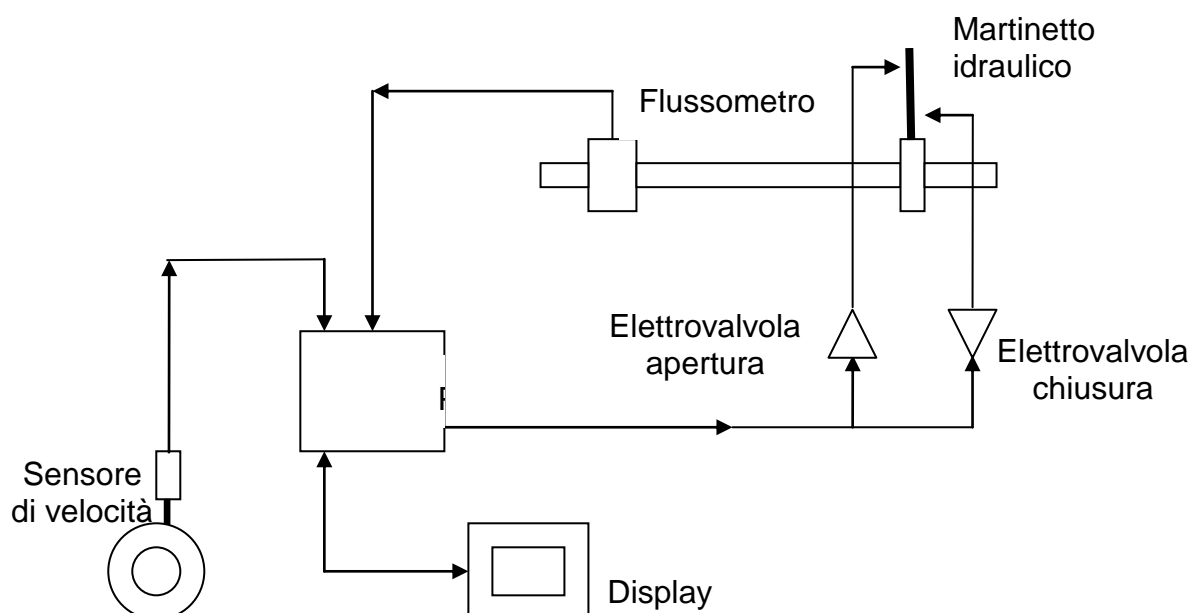 Martinetto
idraulico
Flussometro
Elettrovalvola
apertura
Elettrovalvola
chiusura
Sensore
di velocità
Display